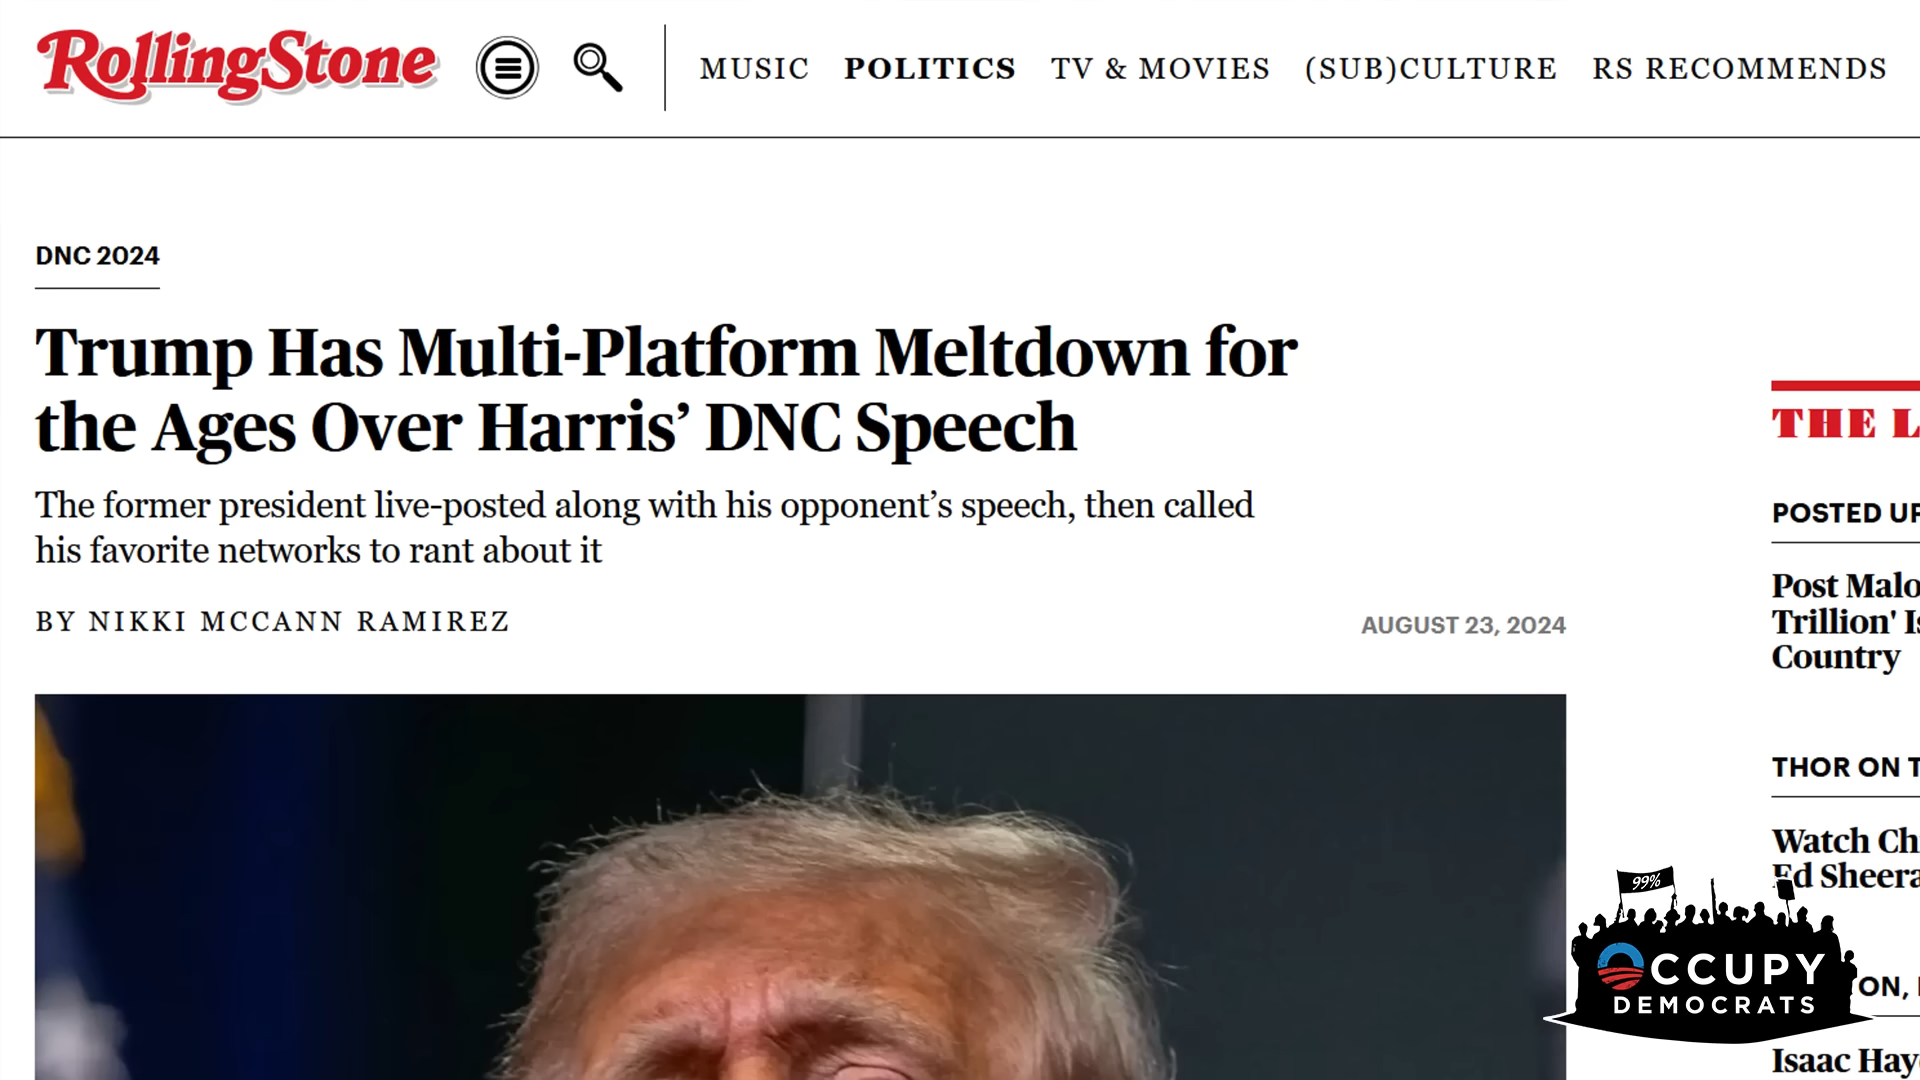 RollingStone
MUSIC POLITICS TV & MOVIES (SUB)CULTURE RS RECOMMENDS
DNC 2024
Trump Has Multi-Platform Meltdown for
the Ages Over Harris’ DNC Speech
The former president live-posted along with his opponent’s speech, then called
his favorite networks to rant about it
BY NIKKI MCCANN RAMIREZ
AUGUST 23, 2024
THE L
POSTED UP
Post Malo
Trillion' Is
Country
THOR ON T
Watch Ch
Ed Sheera
ON,
Isaac Hay
99%
OCCUPY
DEMOCRATS